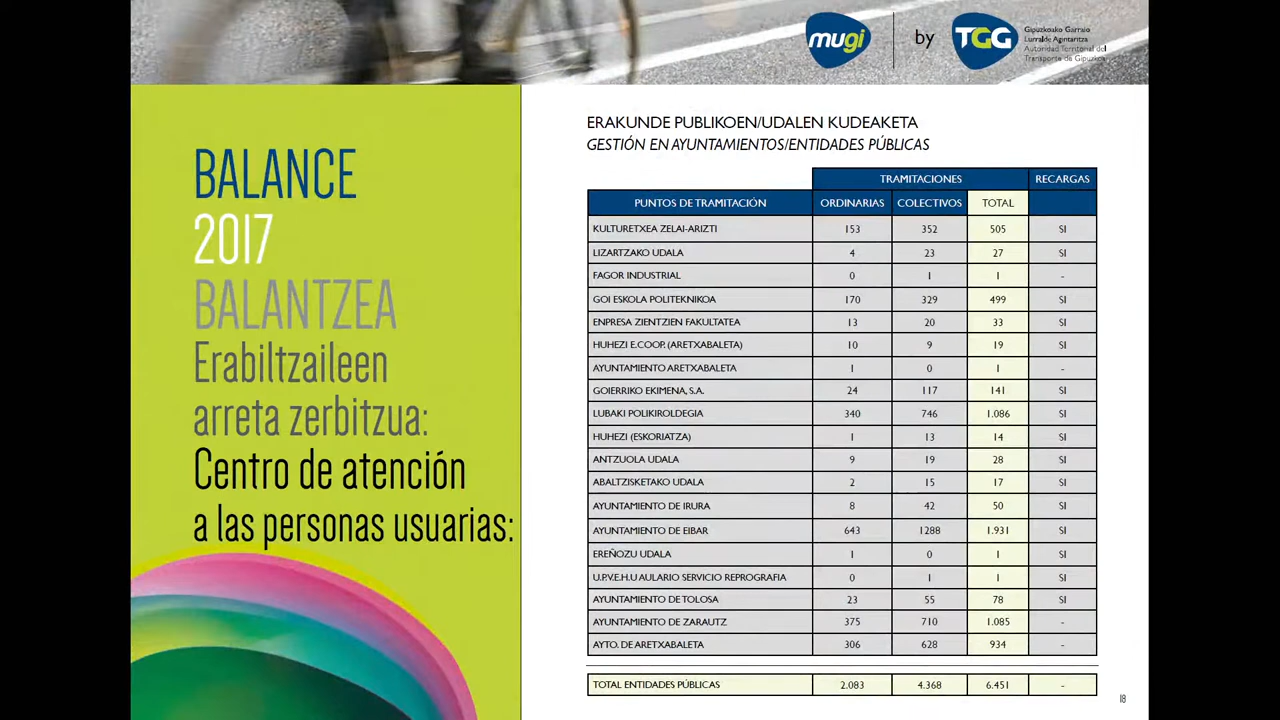 mugi
by
TGG
Gipuzkoako Garraio
Lurralde Agintaritza
Autoridad Territorial del
Transporte de Gipuzkoa
BALANCE
2017
BALANTZEA
Erabiltzaileen
arreta zerbitzua:
Centro de atención
a las personas usuarias:
ERAKUNDE PUBLIKOEN/UDALEN KUDEAKETA
GESTIÓN EN AYUNTAMIENTOS/ENTIDADES PÚBLICAS
TRAMITACIONES RECARGAS
PUNTOS DE TRAMITACIÓN ORDINARIAS COLECTIVOS TOTAL
KULTURETXEA ZELAI-ARIZTI 153 352 505 SI
LIZARTZAKO UDALA 4 23 27 SI
FAGOR INDUSTRIAL 0 1 1 -
GOI ESKOLA POLITEKNIKOA 170 329 499 SI
ENPRESA ZIENTZIEN FAKULTATEA 13 20 33 SI
HUHEZI E.COOP. (ARETXABALETA) 10 9 19 SI
AYUNTAMIENTO ARETXABALETA 1 0 1 -
GOIERRIKO EKIMENA, S.A. 24 117 141 SI
LUBAKI POLIKIROLDEGIA 340 746 1.086 SI
HUHEZI (ESKORIATZA) 1 13 14 SI
ANTZUOLA UDALA 9 19 28 SI
ABALTZISKETAKO UDALA 2 15 17 SI
AYUNTAMIENTO DE IRURA 8 42 50 SI
AYUNTAMIENTO DE EIBAR 643 1288 1.931 SI
EREÑOZU UDALA 1 0 1 SI
U.P.V.E.H.U AULARIO SERVICIO REPROGRAFIA 0 1 1 SI
AYUNTAMIENTO DE TOLOSA 23 55 78 SI
AYUNTAMIENTO DE ZARAUTZ 375 710 1.085 -
AYTO. DE ARETXABALETA 306 628 934 -
TOTAL ENTIDADES PÚBLICAS 2.083 4.368 6.451 -
18